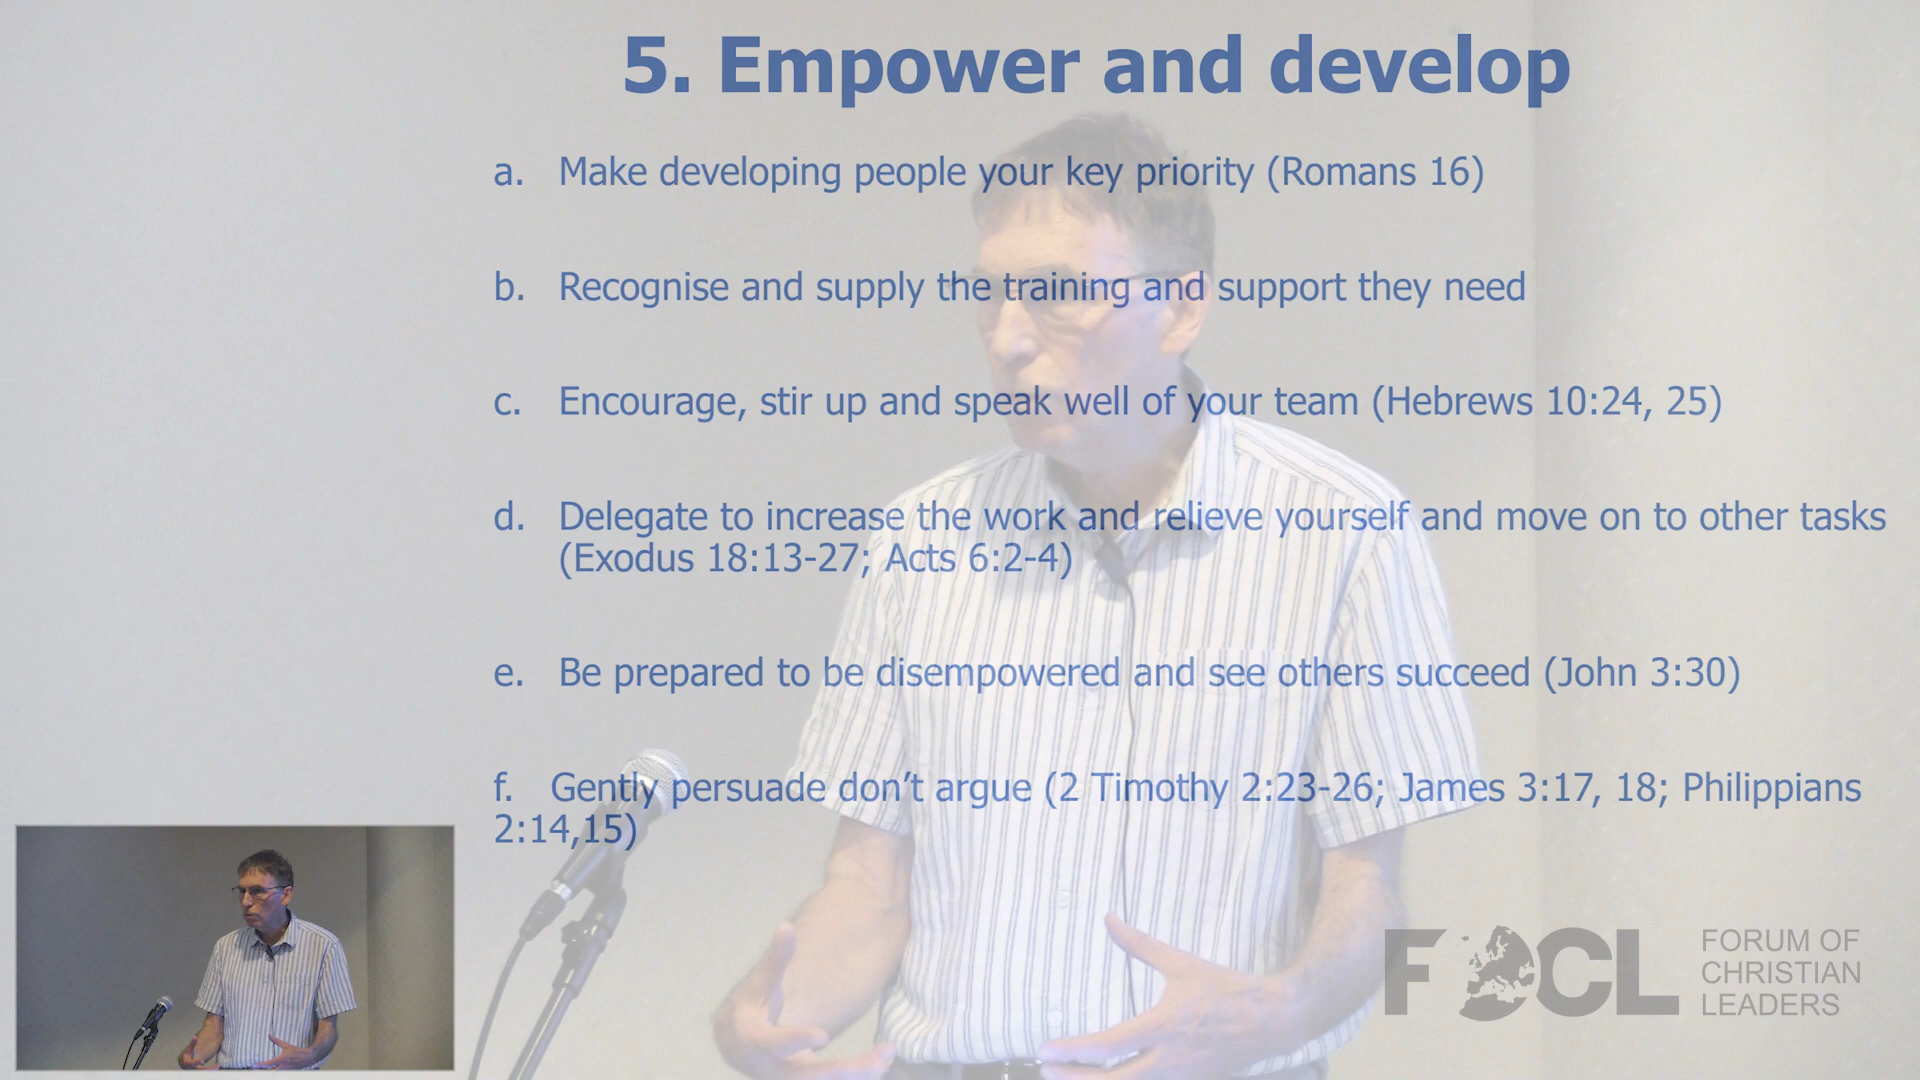 5. Empower and develop
a. Make developing people your key priority (Romans 16)
b. Recognise and supply the training and support they need
c. Encourage, stir up and speak well of your team (Hebrews 10:24, 25)
d. Delegate to increase the work and relieve yourself and move on to other tasks
(Exodus 18:13-27; Acts 6:2-4)
e. Be prepared to be disempowered and see others succeed (John 3:30)
f. Gently persuade don’t argue (2 Timothy 2:23-26; James 3:17, 18; Philippians
2:14,15)
FOCL
FORUM OF
CHRISTIAN
LEADERS